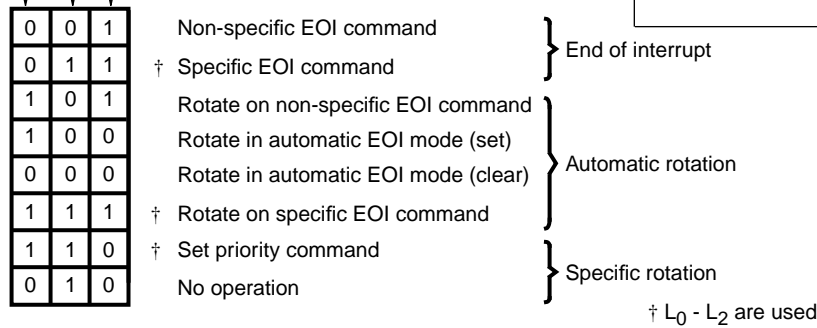 0 0 1 Non-specific EOI command
End of interrupt
0 1 1 † Specific EOI command
1 0 1 Rotate on non-specific EOI command
1 0 0 Rotate in automatic EOI mode (set)
Automatic rotation
0 0 0 Rotate in automatic EOI mode (clear)
1 1 1 † Rotate on specific EOI command
1 1 0 † Set priority command
Specific rotation
0 1 0 No operation
† L0 - L2 are used